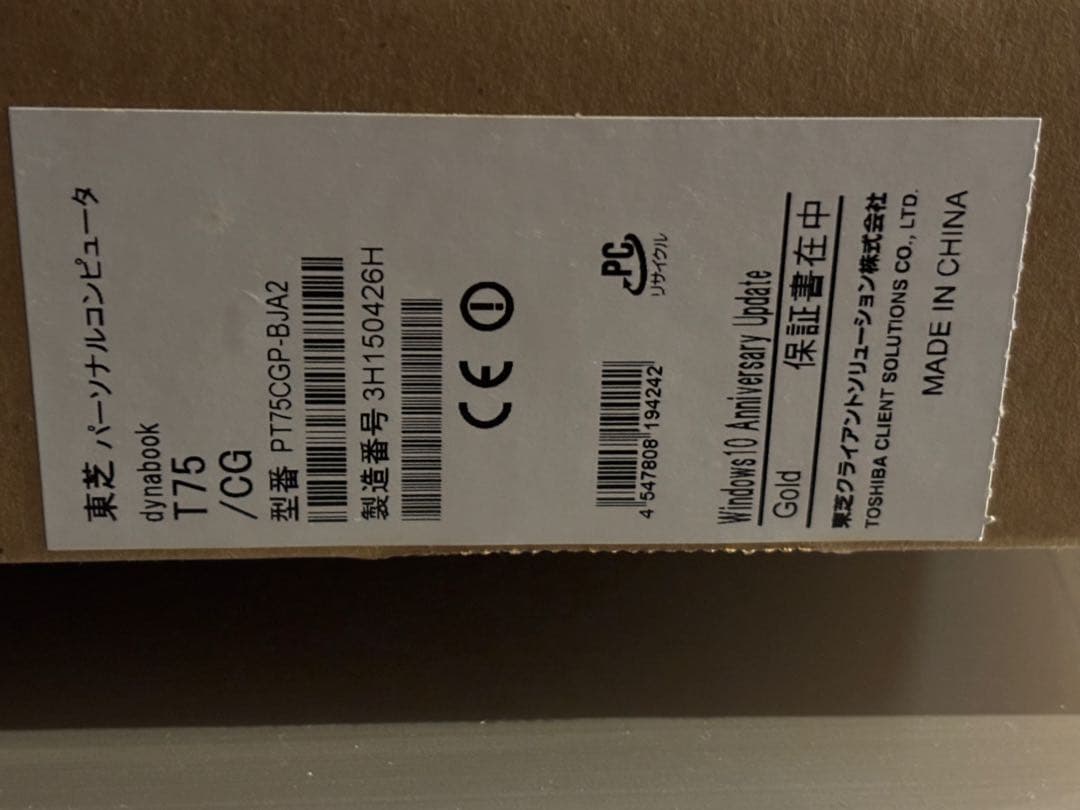 東芝 パーソナルコンピュータ
dynabook
T75
/CG
型番 PT75CGP-BJA2
製造番号 3H150426H
CE
PC
リサイクル
4 547808 194242
Windows10 Anniversary Update
Gold 保証書在中
東芝クライアントソリューション株式会社
TOSHIBA CLIENT SOLUTIONS CO., LTD.
MADE IN CHINA